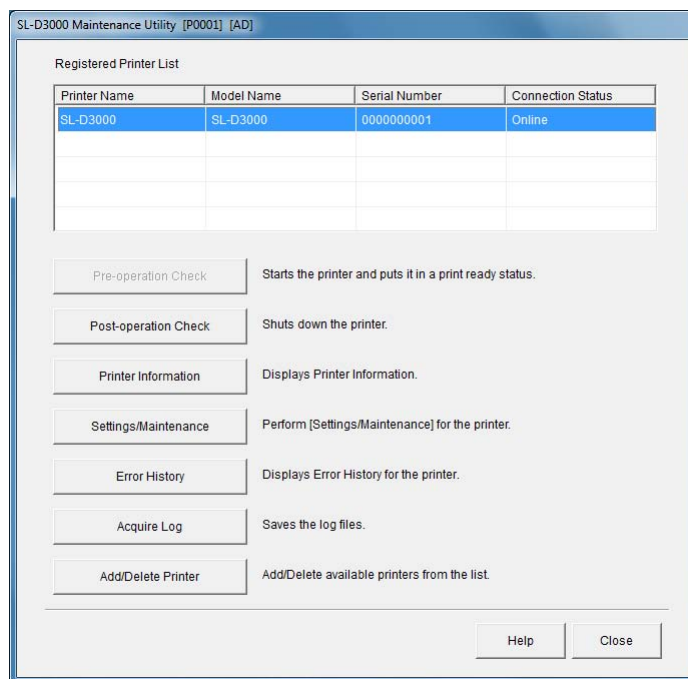 SL-D3000 Maintenance Utility [P0001] [AD]
Registered Printer List
Printer Name Model Name Serial Number Connection Status
SL-D3000 SL-D3000 0000000001 Online
Pre-operation Check Starts the printer and puts it in a print ready status.
Post-operation Check Shuts down the printer.
Printer Information Displays Printer Information.
Settings/Maintenance Perform [Settings/Maintenance] for the printer.
Error History Displays Error History for the printer.
Acquire Log Saves the log files.
Add/Delete Printer Add/Delete available printers from the list.
Help Close